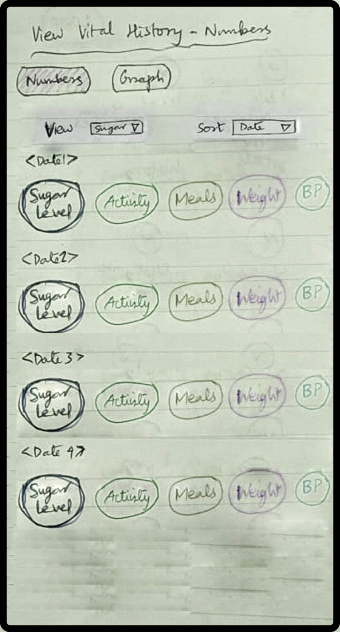 View Vital History - Numbers
Numbers Graph
View Sugar Sort Date
<Date1>
Sugar Level Activity Meals Weight BP
<Date2>
Sugar Level Activity Meals Weight BP
<Date 3>
Sugar Level Activity Meals Weight BP
<Date 4>
Sugar Level Activity Meals Weight BP